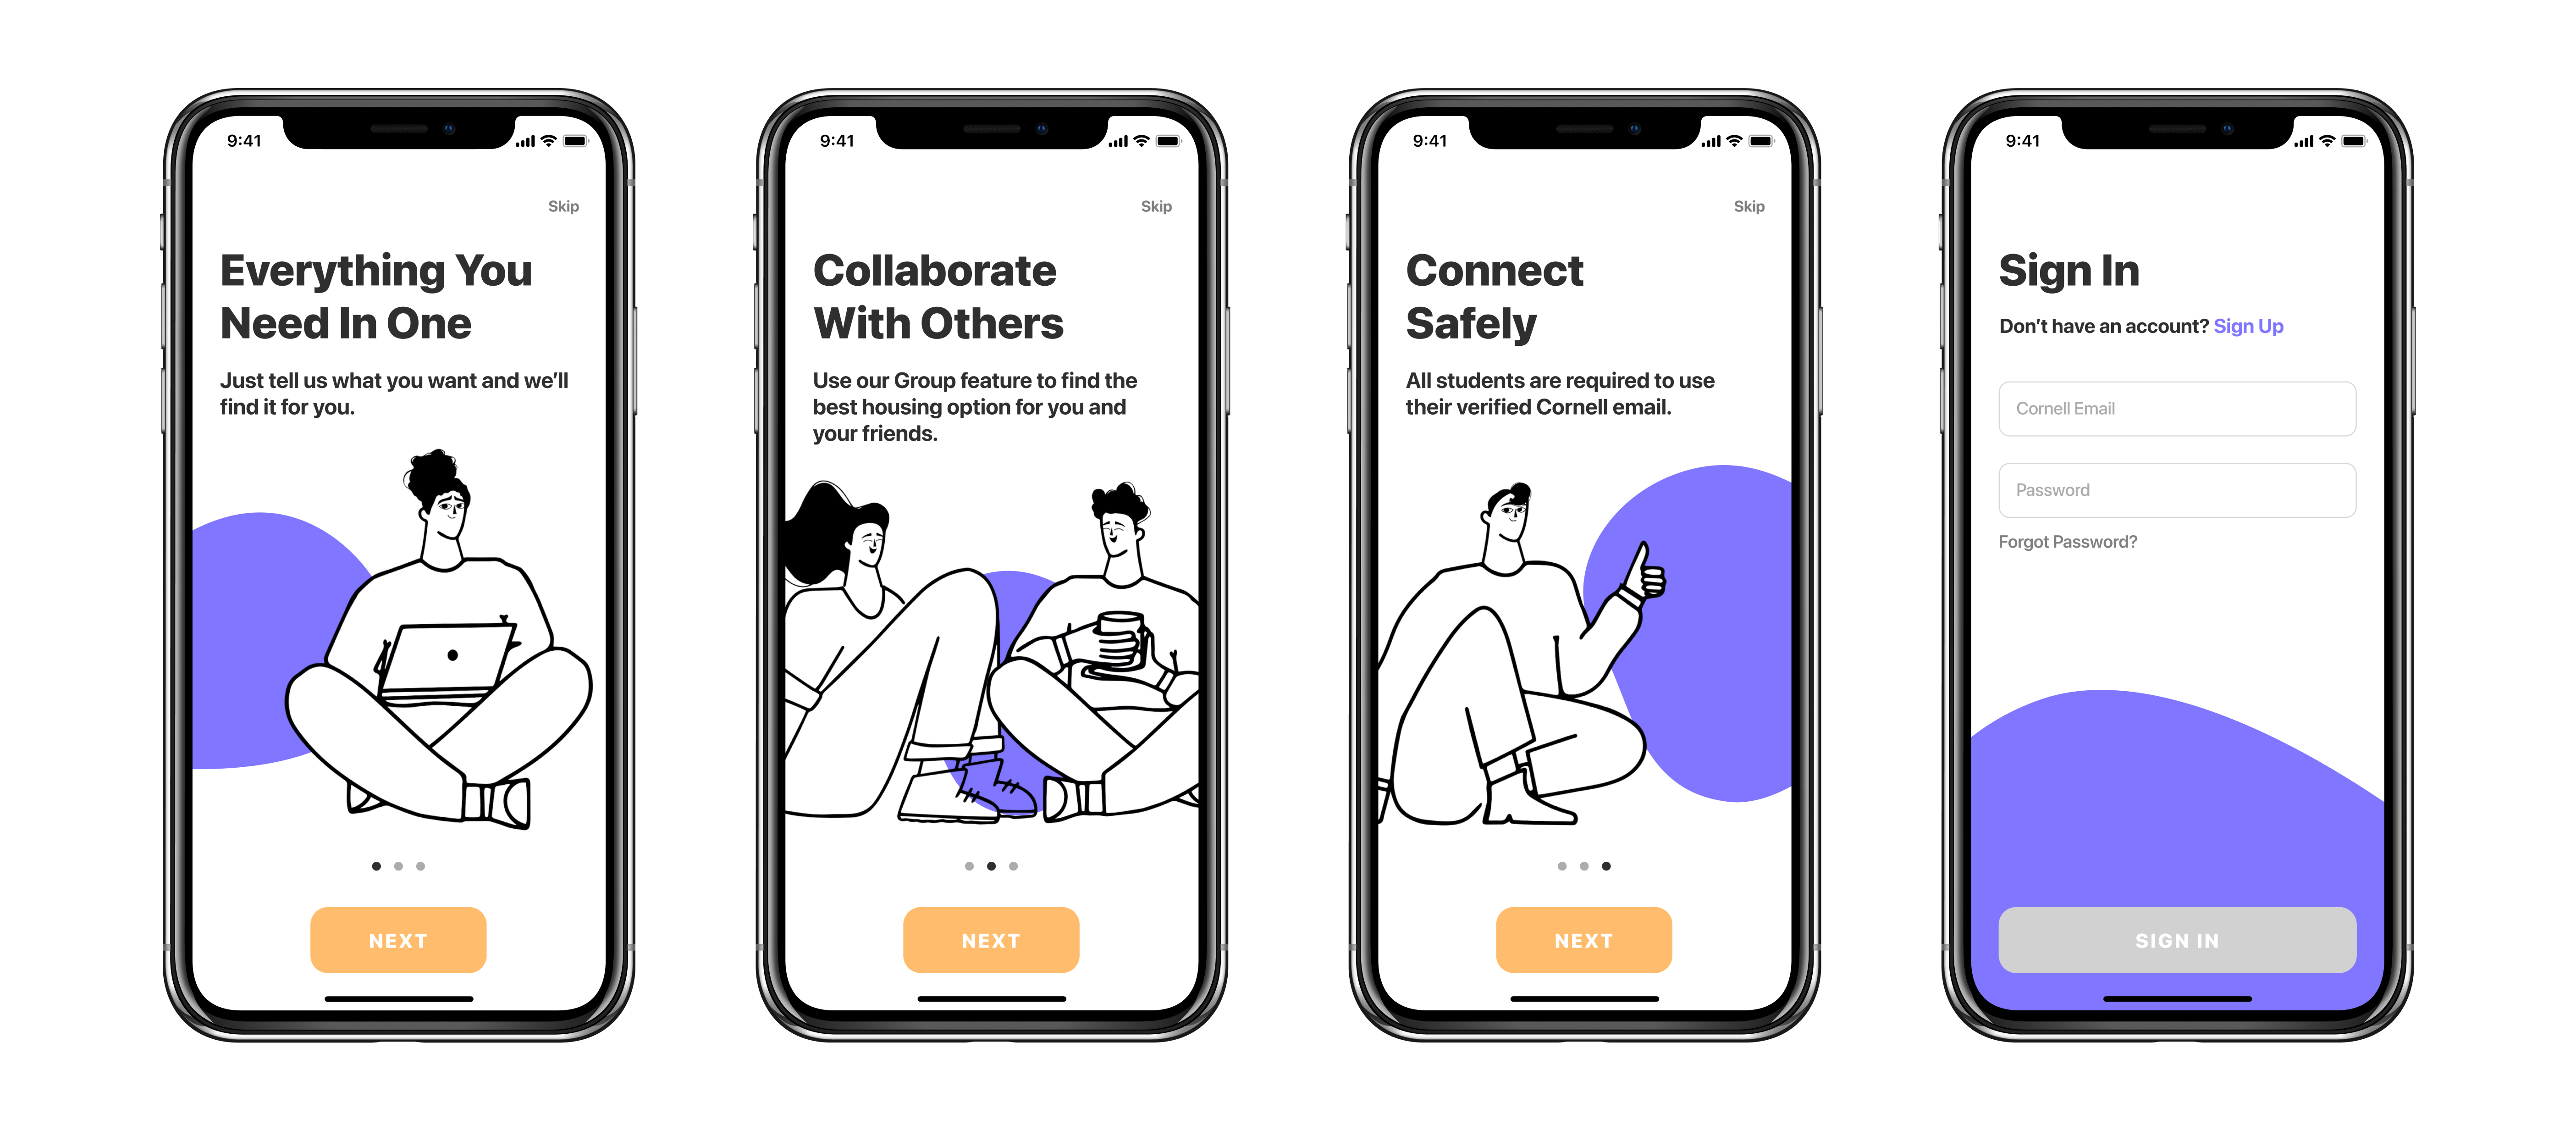 9:41
Skip
Everything You
Need In One
Just tell us what you want and we'll
find it for you.
NEXT
9:41
Skip
Collaborate
With Others
Use our Group feature to find the
best housing option for you and
your friends.
NEXT
9:41
Skip
Connect
Safely
All students are required to use
their verified Cornell email.
NEXT
9:41
Sign In
Don't have an account? Sign Up
Cornell Email
Password
Forgot Password?
SIGN IN